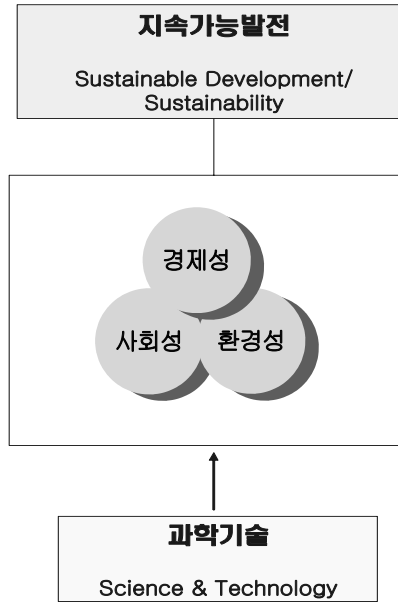 지속가능발전
Sustainable Development/
Sustainability
경제성
사회성 환경성
과학기술
Science & Technology